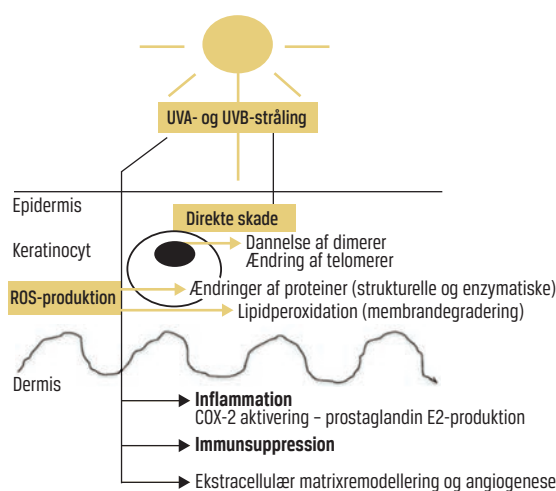 UVA- og UVB-stråling
Epidermis
Direkte skade
Keratinocyt
Dannelse af dimerer
Ændring af telomerer
ROS-produktion
Ændringer af proteiner (strukturelle og enzymatiske)
Lipidperoxidation (membrandegradering)
Dermis
Inflammation
COX-2 aktivering – prostaglandin E2-produktion
Immunsuppression
Ekstracellulær matrixremodellering og angiogenese